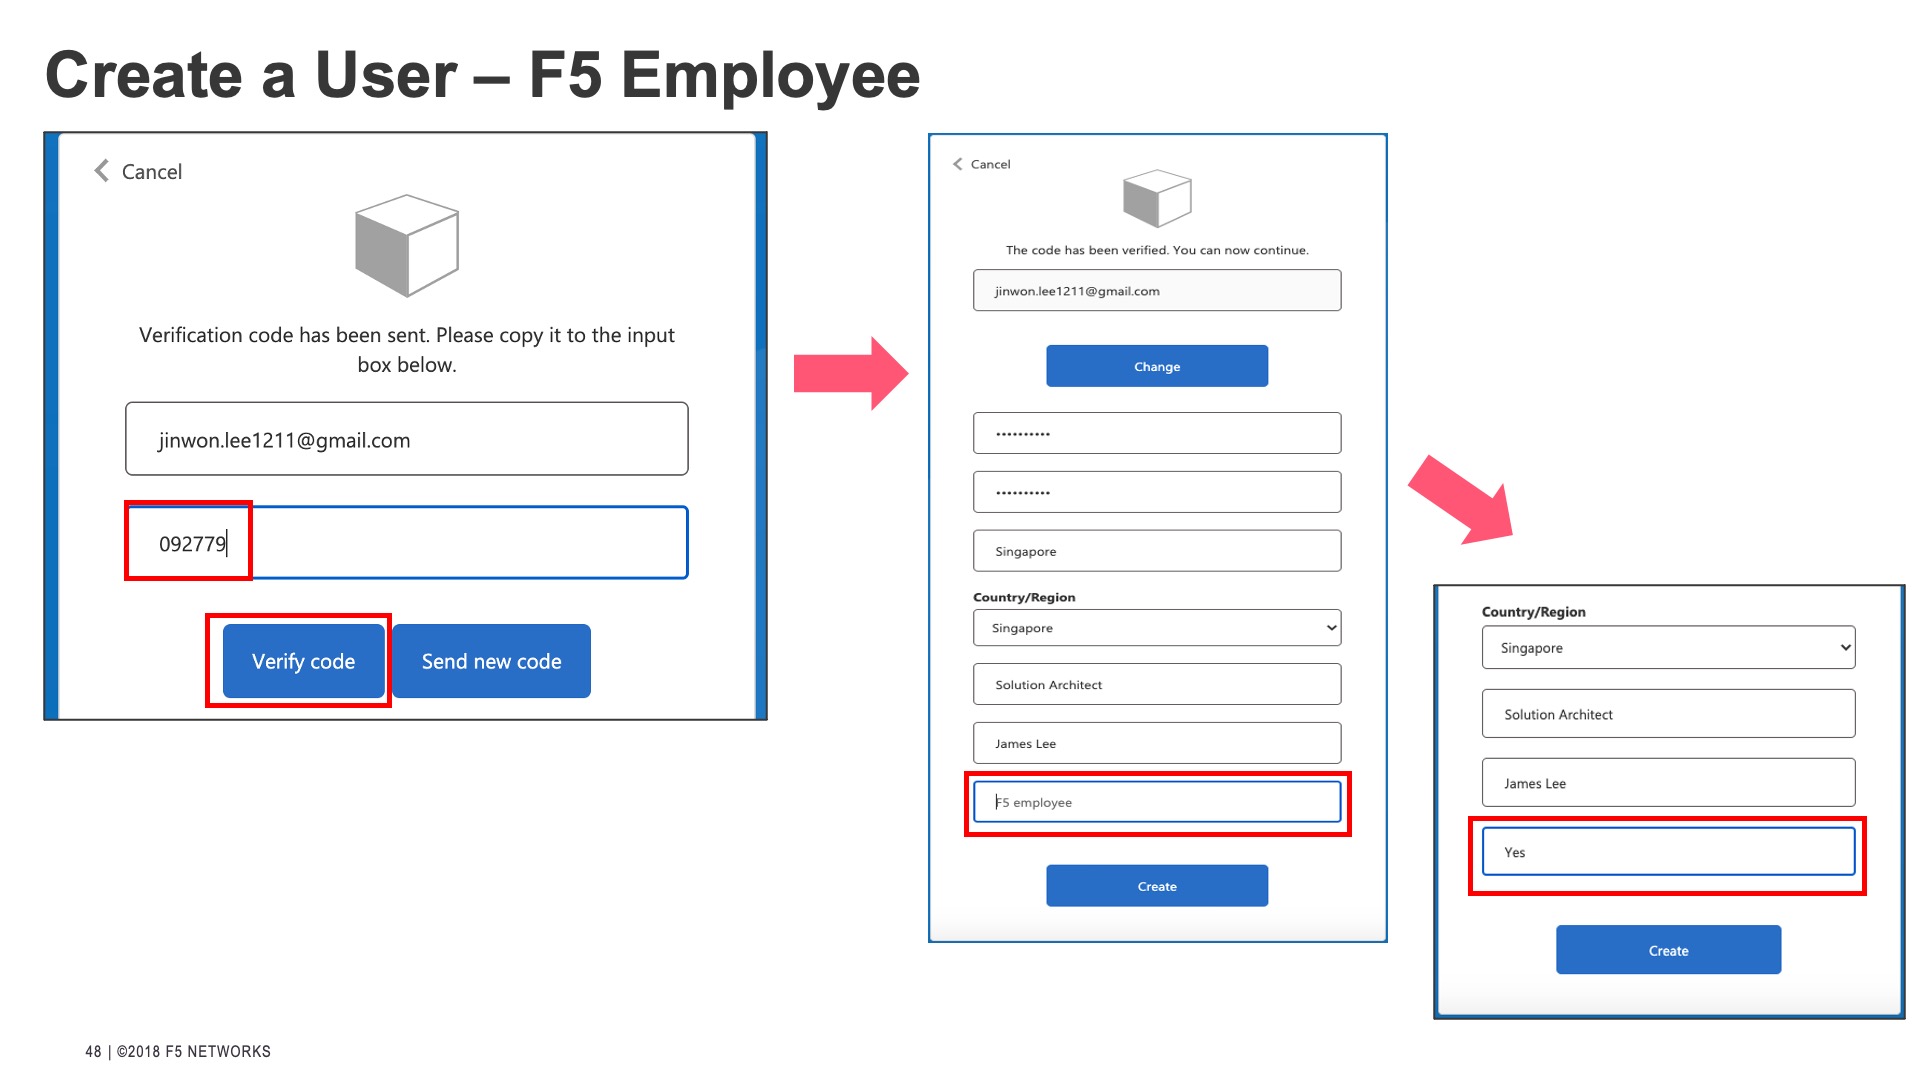 Create a User – F5 Employee
Cancel
Verification code has been sent. Please copy it to the input
box below.
jinwon.lee1211@gmail.com
092779
Verify code
Send new code
Cancel
The code has been verified. You can now continue.
jinwon.lee1211@gmail.com
Change
••••••••••
••••••••••
Singapore
Country/Region
Singapore
Solution Architect
James Lee
F5 employee
Create
Country/Region
Singapore
Solution Architect
James Lee
Yes
Create
48 | ©2018 F5 NETWORKS